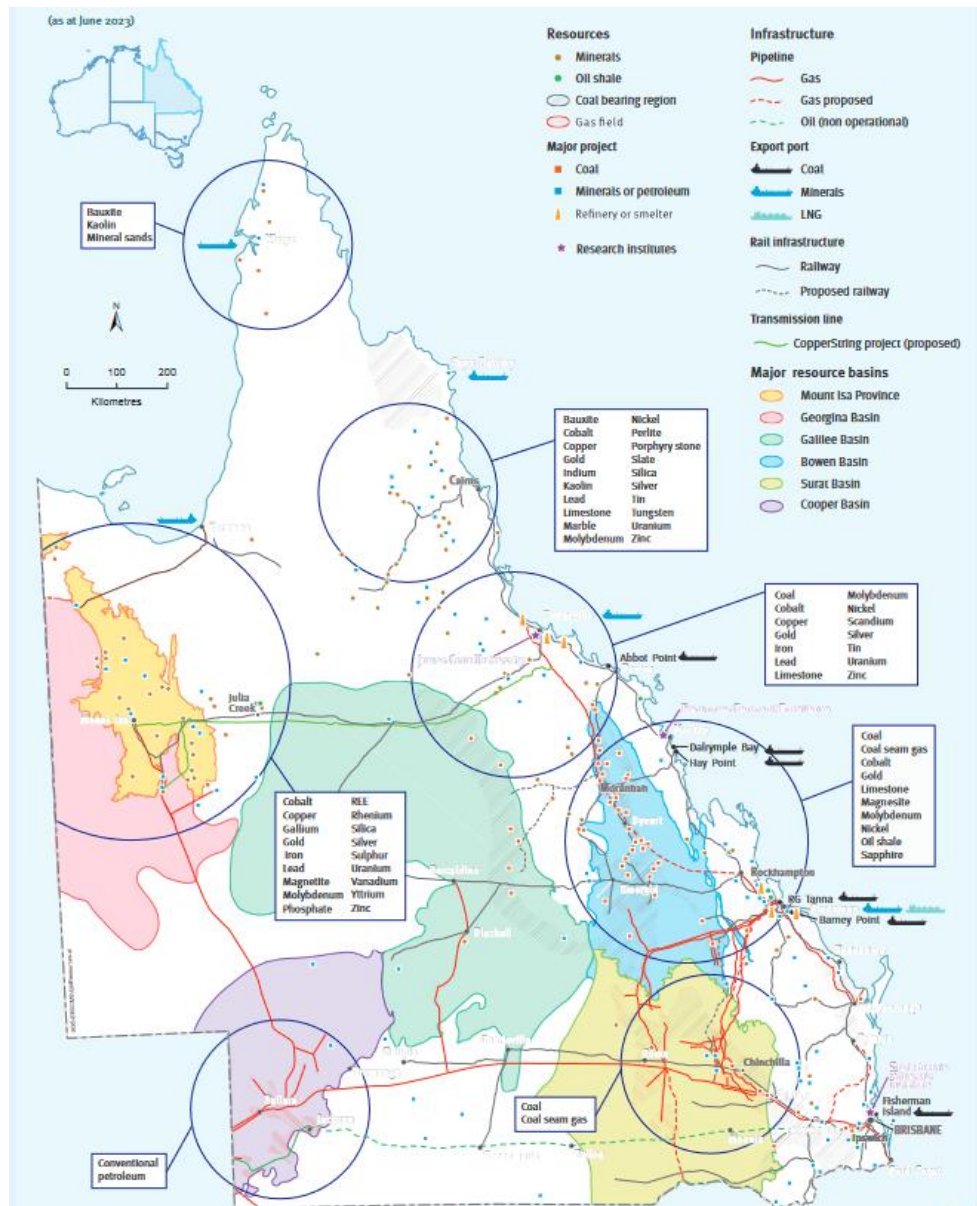 (as at June 2023)
Resources
Minerals
Oil shale
Coal bearing region
Gas field
Major project
Coal
Minerals or petroleum
Refinery or smelter
Research institutes
Infrastructure
Pipeline
Gas
Gas proposed
Oil (non operational)
Export port
Coal
Minerals
LNG
Rail infrastructure
Railway
Proposed railway
Transmission line
CopperString project (proposed)
Major resource basins
Mount Isa Province
Georgina Basin
Galilee Basin
Bowen Basin
Surat Basin
Cooper Basin
Bauxite
Kaolin
Mineral sands
N
0 100 200
Kilometres
Bauxite Nickel
Cobalt Perlite
Copper Porphyry stone
Gold Slate
Indium Silica
Kaolin Silver
Lead Tin
Limestone Tungsten
Marble Uranium
Molybdenum Zinc
Cairns
Coal Molybdenum
Cobalt Nickel
Copper Scandium
Gold Silver
Iron Tin
Lead Uranium
Limestone Zinc
Abbot Point
Julia
Creek
Dalrymple Bay
Hay Point
Moranbah
Dysart
Coal
Coal seam gas
Cobalt
Gold
Limestone
Magnesite
Molybdenum
Nickel
Oil shale
Sapphire
Cobalt REE
Copper Rhenium
Gallium Silica
Gold Silver
Iron Sulphur
Lead Uranium
Magnetite Vanadium
Molybdenum Yttrium
Phosphate Zinc
Rockhampton
RG Tanna
Barney Point
Blackall
Chinchilla
Coal
Coal seam gas
Fisherman
Island
BRISBANE
Ipswich
Conventional
petroleum